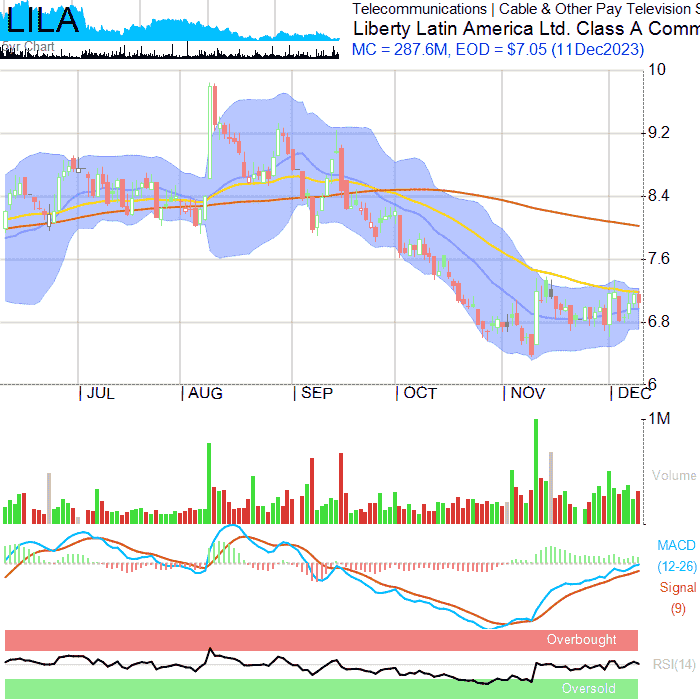 LILA
Telecommunications | Cable & Other Pay Television S
Liberty Latin America Ltd. Class A Comm
MC = 287.6M, EOD = $7.05 (11Dec2023)
our Chart
10
9.2
8.4
7.6
6.8
6
| JUL | AUG | SEP | OCT | NOV | DEC
1M
Volume
MACD
(12-26)
Signal
(9)
Overbought
RSI(14)
Oversold